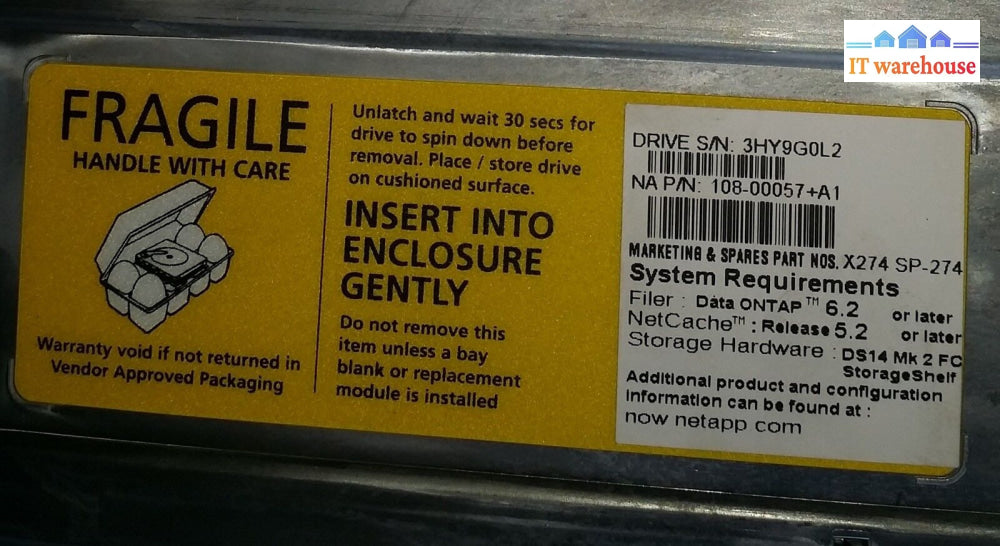 IT warehouse
FRAGILE
HANDLE WITH CARE
Warranty void if not returned in
Vendor Approved Packaging
Unlatch and wait 30 secs for
drive to spin down before
removal. Place / store drive
on cushioned surface.
INSERT INTO
ENCLOSURE
GENTLY
Do not remove this
item unless a bay
blank or replacement
module is installed
DRIVE S/N: 3HY9G0L2
NA P/N: 108-00057+A1
MARKETING & SPARES PART NOS. X274 SP-274
System Requirements
Filer : Data ONTAP™ 6.2 or later
NetCache™ : Release 5.2 or later
Storage Hardware : DS14 Mk 2 FC
StorageShelf
Additional product and configuration
information can be found at :
now netapp com